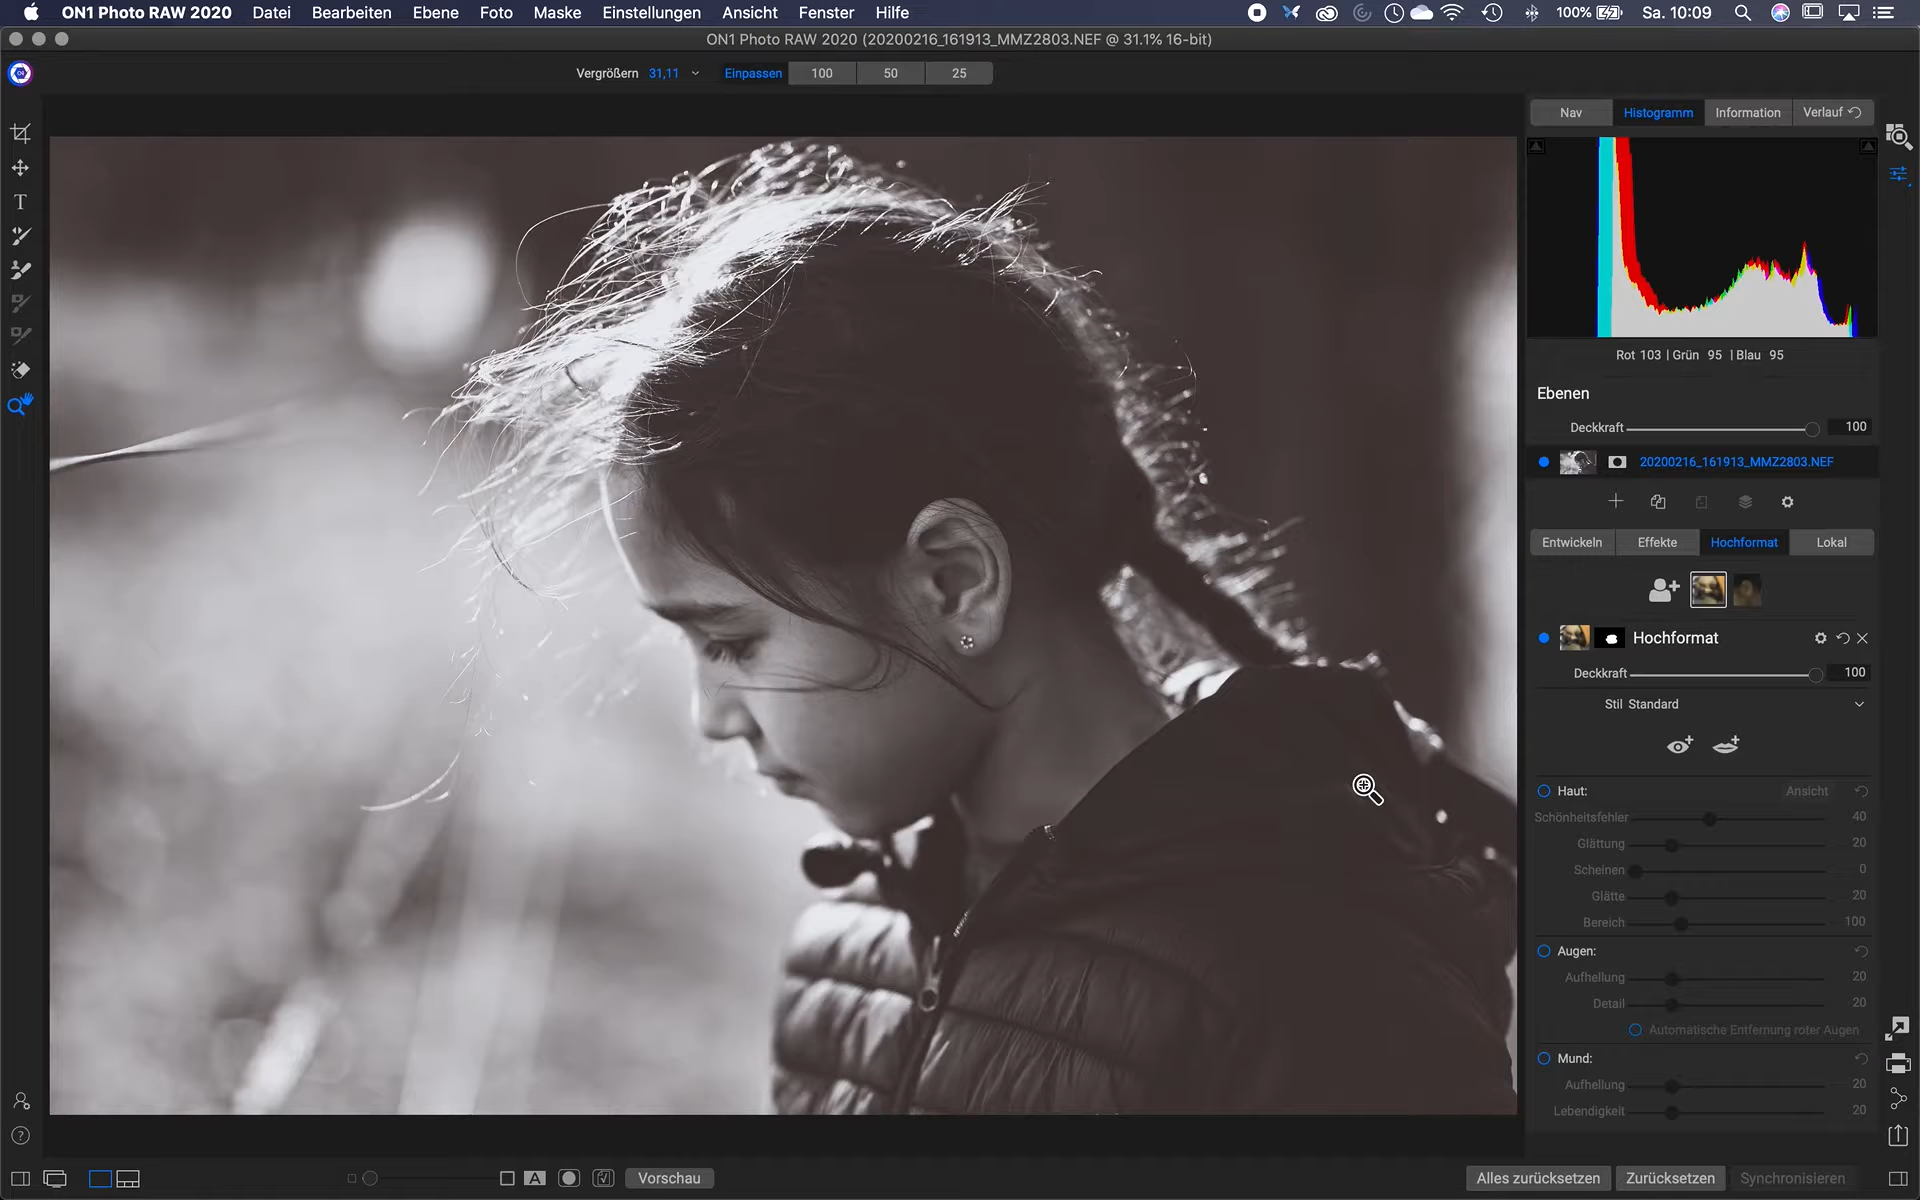 ON1 Photo RAW 2020 Datei Bearbeiten Ebene Foto Maske Einstellungen Ansicht Fenster Hilfe 100% Sa. 10:09
ON1 Photo RAW 2020 (20200216_161913_MMZ2803.NEF @ 31.1% 16-bit)
Vergrößern 31,11 Einpassen 100 50 25
Nav Histogramm Information Verlauf
T
Rot 103 | Grün 95 | Blau 95
Ebenen
Deckkraft 100
20200216_161913_MMZ2803.NEF
Entwickeln Effekte Hochformat Lokal
Hochformat
Deckkraft 100
Stil Standard
Haut: Ansicht
Schönheitsfehler 40
Glättung 20
Scheinen 0
Glätte 20
Bereich 100
Augen:
Aufhellung 20
Detail 20
Automatische Entfernung roter Augen
Mund:
Aufhellung 20
Lebendigkeit 20
?
A Vorschau Alles zurücksetzen Zurücksetzen Synchronisieren